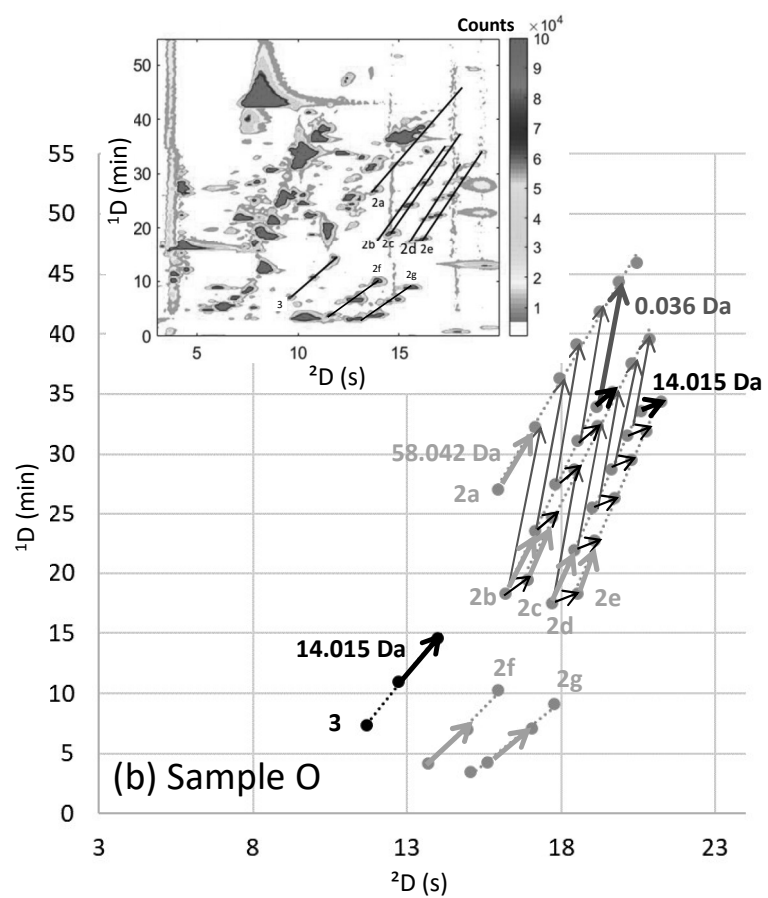 Counts ×10⁴
10
9
8
7
6
5
4
3
2
1
50
40
30
20
10
0
¹D (min)
5 10 15
²D (s)
2a
2b 2c 2d 2e
2f
2g
3
55
50
45
40
35
30
25
20
15
10
5
0
¹D (min)
0.036 Da
14.015 Da
58.042 Da
2a
2b
2c
2d
2e
14.015 Da
2f
2g
3
(b) Sample O
3 8 13 18 23
²D (s)